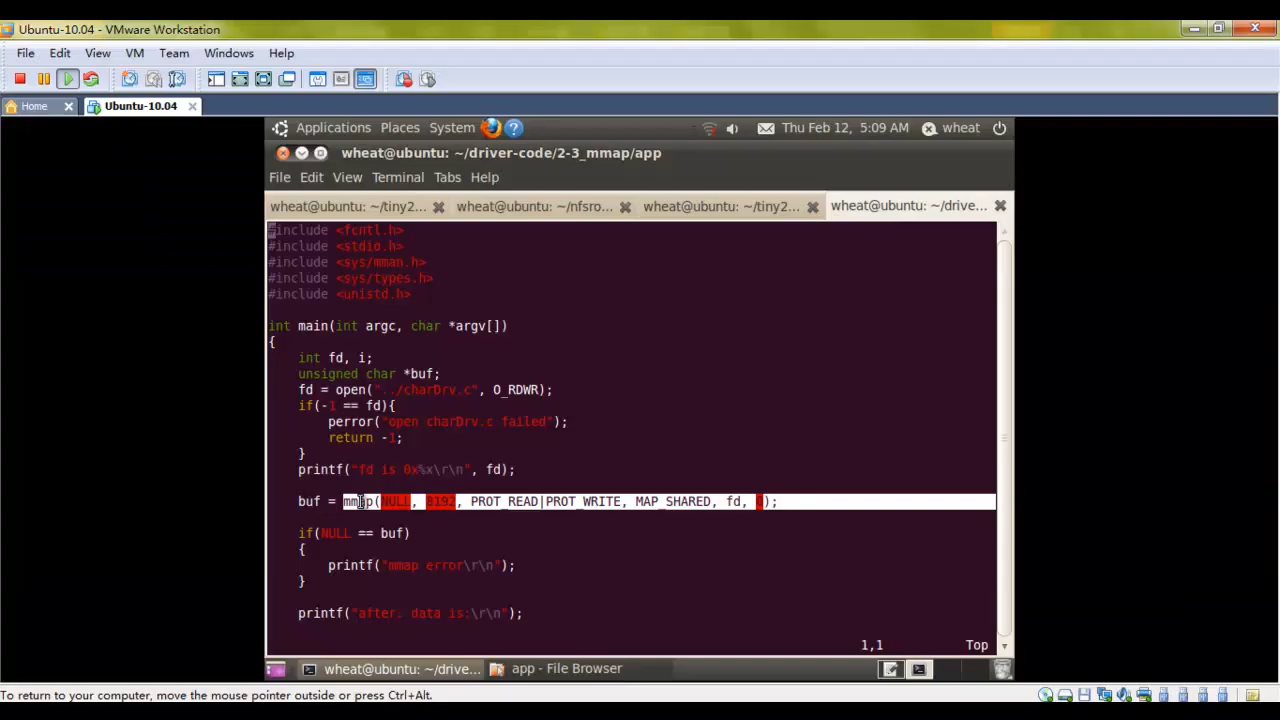 Ubuntu-10.04 - VMware Workstation
File Edit View VM Team Windows Help
Home Ubuntu-10.04
Applications Places System Thu Feb 12, 5:09 AM wheat
wheat@ubuntu: ~/driver-code/2-3_mmap/app
File Edit View Terminal Tabs Help
wheat@ubuntu: ~/tiny2... wheat@ubuntu: ~/nfsro... wheat@ubuntu: ~/tiny2... wheat@ubuntu: ~/drive...
#include <fcntl.h>
#include <stdio.h>
#include <sys/mman.h>
#include <sys/types.h>
#include <unistd.h>
int main(int argc, char *argv[])
{
int fd, i;
unsigned char *buf;
fd = open("../charDrv.c", O_RDWR);
if(-1 == fd){
perror("open charDrv.c failed");
return -1;
}
printf("fd is 0x%x\r\n", fd);
buf = mmap(NULL, 8192, PROT_READ|PROT_WRITE, MAP_SHARED, fd, 0);
if(NULL == buf)
{
printf("mmap error\r\n");
}
printf("after. data is:\r\n");
1,1 Top
wheat@ubuntu: ~/drive... app - File Browser
To return to your computer, move the mouse pointer outside or press Ctrl+Alt.